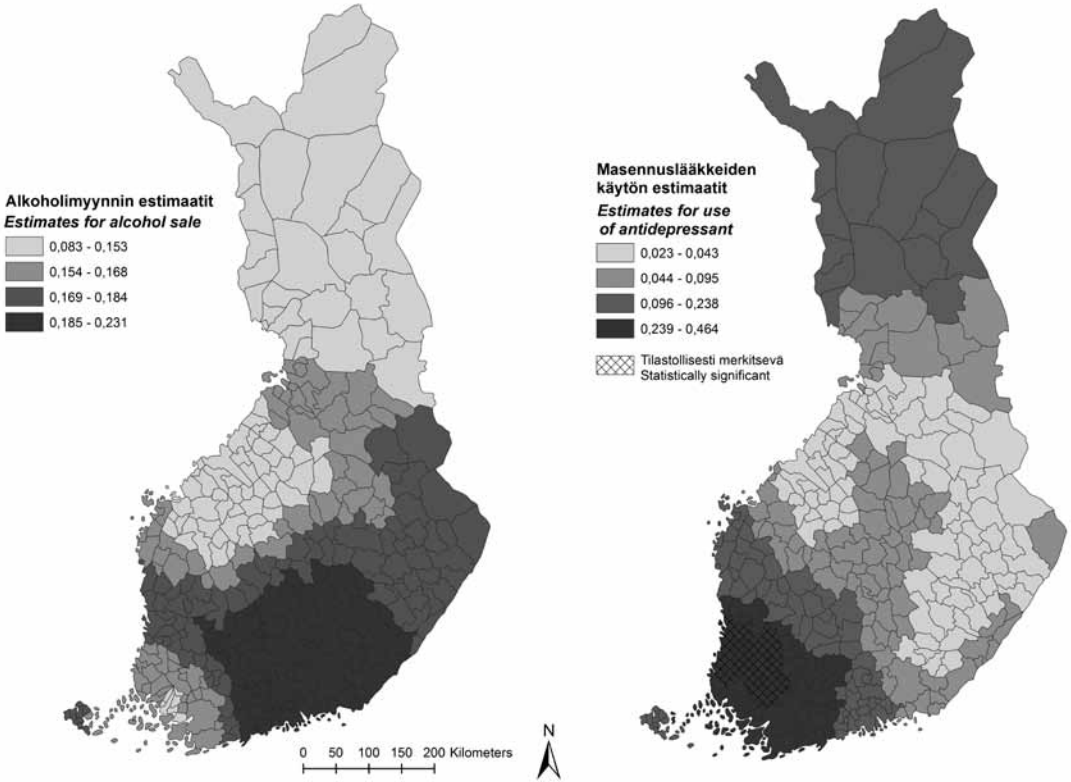 Alkoholimyynnin estimaatit
Estimates for alcohol sale
0,083 - 0,153
0,154 - 0,168
0,169 - 0,184
0,185 - 0,231
Masennuslääkkeiden
käytön estimaatit
Estimates for use
of antidepressant
0,023 - 0,043
0,044 - 0,095
0,096 - 0,238
0,239 - 0,464
Tilastollisesti merkitsevä
Statistically significant
0 50 100 150 200 Kilometers
N